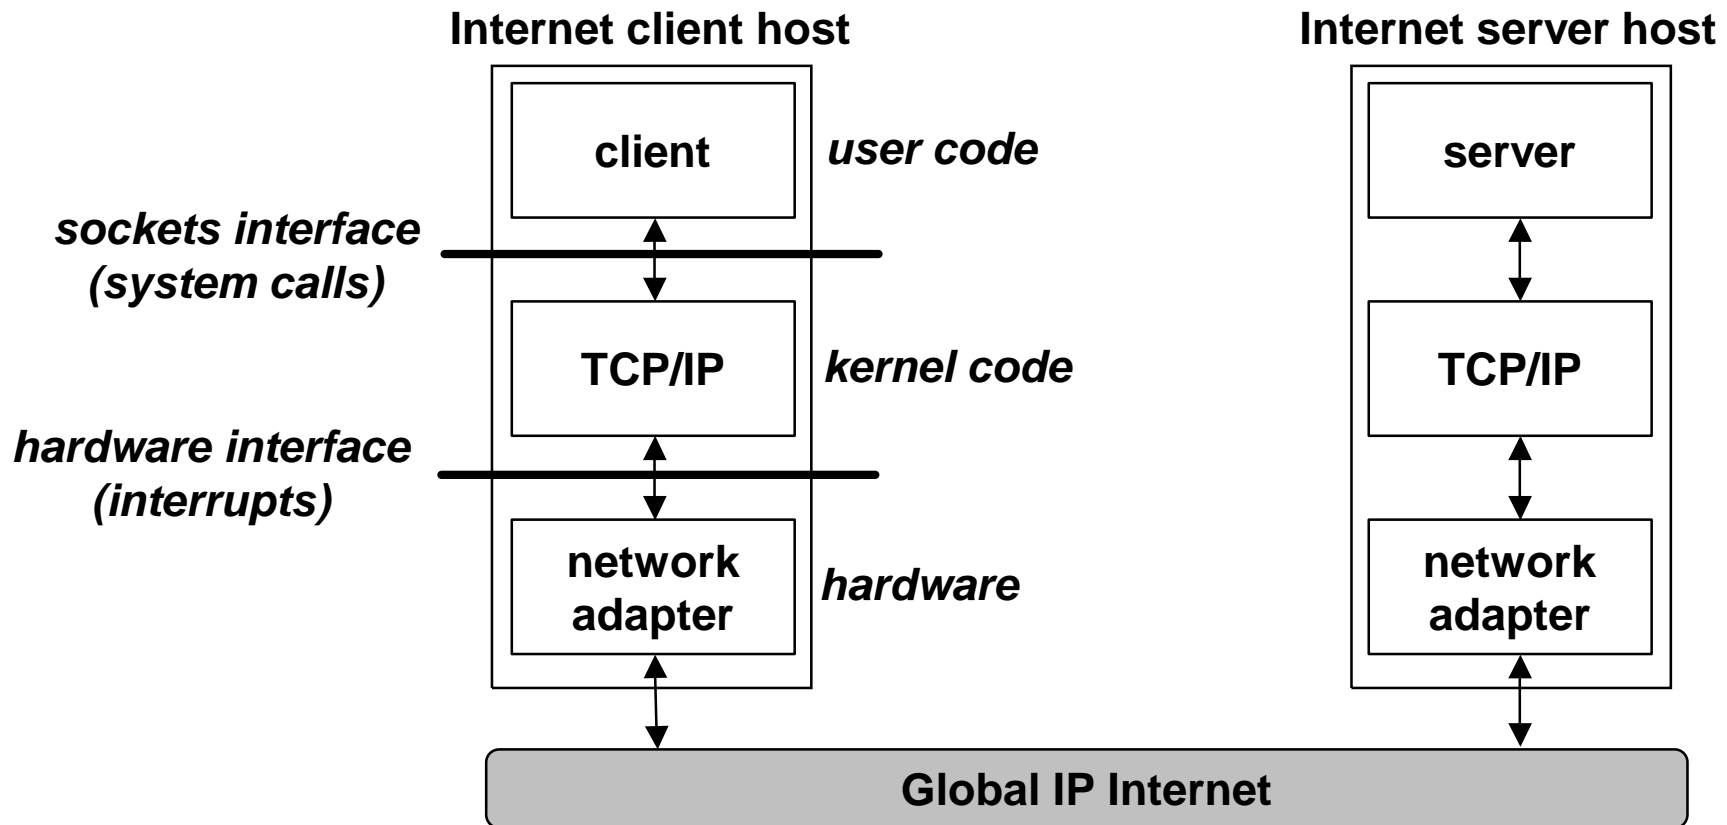 Internet client host
Internet server host
client
user code
server
sockets interface
(system calls)
TCP/IP
kernel code
TCP/IP
hardware interface
(interrupts)
network
adapter
hardware
network
adapter
Global IP Internet